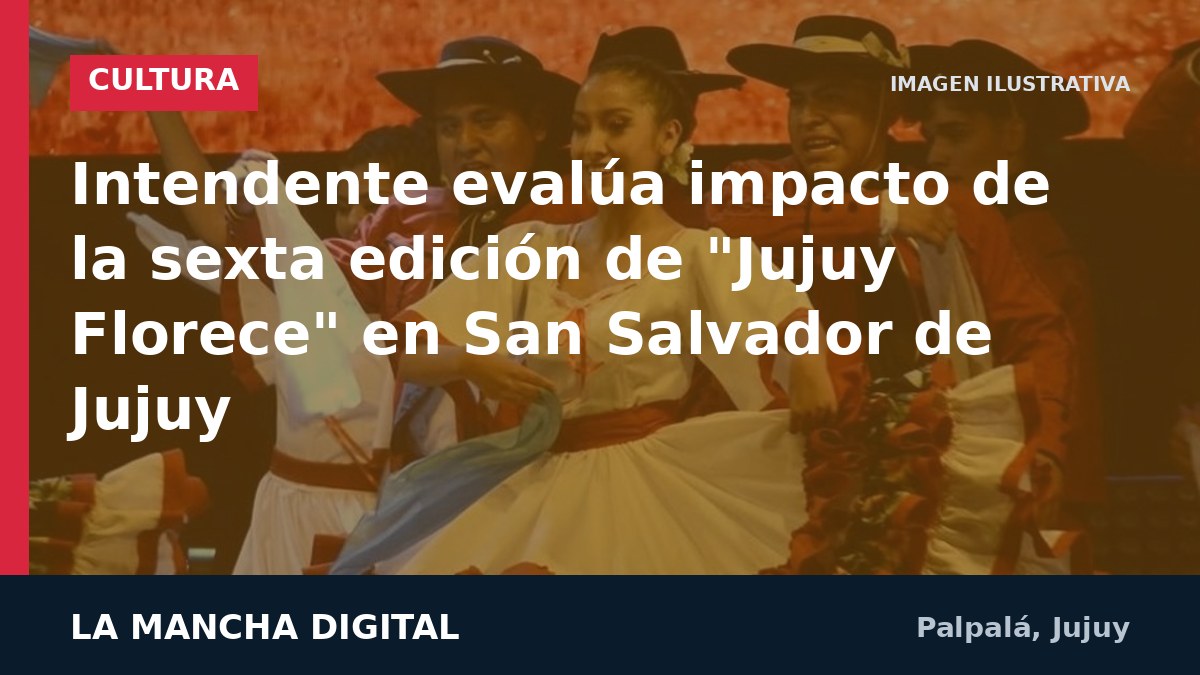 CULTURA
IMAGEN ILUSTRATIVA
Intendente evalúa impacto de
la sexta edición de "Jujuy
Florece" en San Salvador de
Jujuy
LA MANCHA DIGITAL
Palpalá, Jujuy